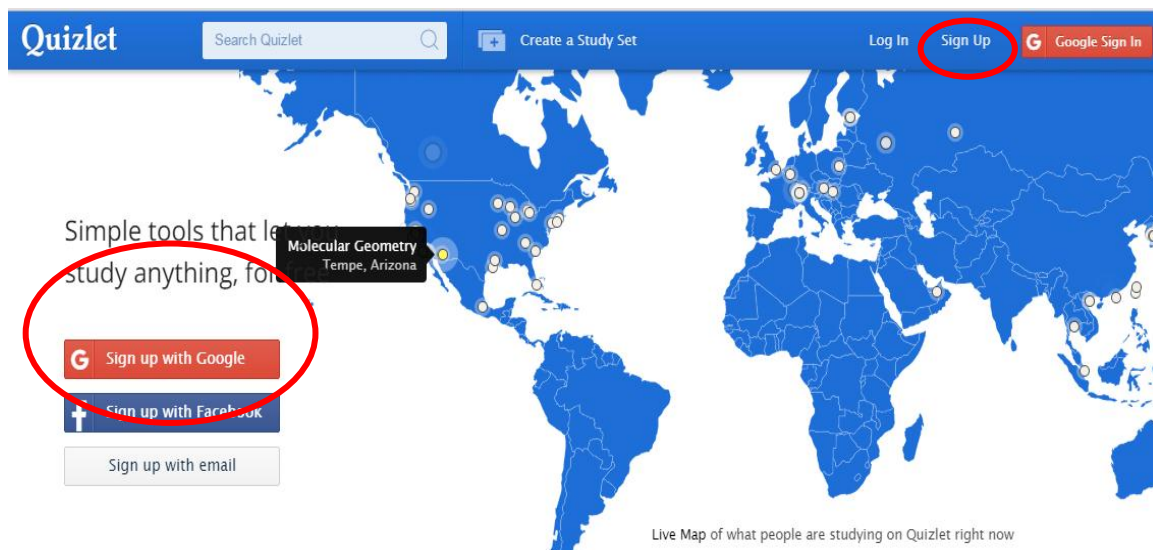 Quizlet
Search Quizlet
Create a Study Set
Log In
Sign Up
G Google Sign In
Simple tools that let you
study anything, for free
Molecular Geometry
Tempe, Arizona
G Sign up with Google
f Sign up with Facebook
Sign up with email
Live Map of what people are studying on Quizlet right now